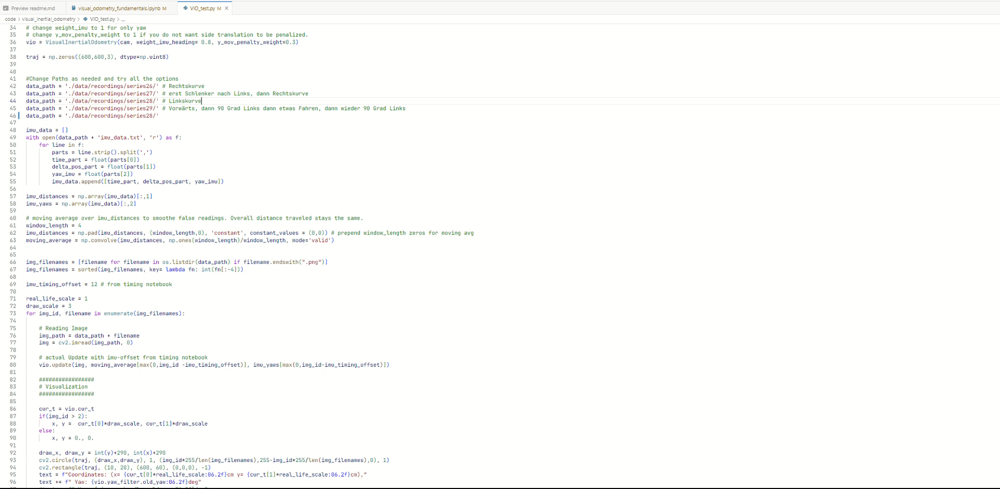 Preview readme.md visual_odometry_fundamentals.ipynb M VIO_test.py M ×
code > visual_inertial_odometry > VIO_test.py > ...
34 # change weight_imu to 1 for only yaw
35 # change y_mov_penalty_weight to 1 if you do not want side translation to be penalized.
36 vio = VisualInertialOdometry(cam, weight_imu_heading= 0.8, y_mov_penalty_weight=0.3)
37
38 traj = np.zeros((600,600,3), dtype=np.uint8)
39
40
41 #Change Paths as needed and try all the options
42 data_path = './data/recordings/series26/' # Rechtskurve
43 data_path = './data/recordings/series27/' # erst Schlenker nach Links, dann Rechtskurve
44 data_path = './data/recordings/series28/' # Linkskurve
45 data_path = './data/recordings/series29/' # Vorwärts, dann 90 Grad Links dann etwas Fahren, dann wieder 90 Grad Links
46 data_path = './data/recordings/series28/'
47
48 imu_data = []
49 with open(data_path + 'imu_data.txt', 'r') as f:
50 for line in f:
51 parts = line.strip().split(',')
52 time_part = float(parts[0])
53 delta_pos_part = float(parts[1])
54 yaw_imu = float(parts[2])
55 imu_data.append([time_part, delta_pos_part, yaw_imu])
56
57 imu_distances = np.array(imu_data)[:,1]
58 imu_yaws = np.array(imu_data)[:,2]
59
60 # moving average over imu_distances to smoothe false readings. Overall distance traveled stays the same.
61 window_length = 4
62 imu_distances = np.pad(imu_distances, (window_length,0), 'constant', constant_values = (0,0)) # prepend window_length zeros for moving avg
63 moving_average = np.convolve(imu_distances, np.ones(window_length)/window_length, mode='valid')
64
65
66 img_filenames = [filename for filename in os.listdir(data_path) if filename.endswith(".png")]
67 img_filenames = sorted(img_filenames, key= lambda fn: int(fn[:-4]))
68
69 imu_timing_offset = 12 # from timing notebook
70
71 real_life_scale = 1
72 draw_scale = 3
73 for img_id, filename in enumerate(img_filenames):
74
75 # Reading Image
76 img_path = data_path + filename
77 img = cv2.imread(img_path, 0)
78
79 # actual Update with imu-offset from timing notebook
80 vio.update(img, moving_average[max(0,img_id -imu_timing_offset)], imu_yaws[max(0,img_id-imu_timing_offset)])
81
82 #################
83 # Visualization
84 #################
85
86 cur_t = vio.cur_t
87 if(img_id > 2):
88 x, y = cur_t[0]*draw_scale, cur_t[1]*draw_scale
89 else:
90 x, y = 0., 0.
91
92 draw_x, draw_y = int(y)+290, int(x)+290
93 cv2.circle(traj, (draw_x,draw_y), 1, (img_id*255/len(img_filenames),255-img_id*255/len(img_filenames),0), 1)
94 cv2.rectangle(traj, (10, 20), (600, 60), (0,0,0), -1)
95 text = f"Coordinates: (x= {cur_t[0]*real_life_scale:06.2f}cm y= {cur_t[1]*real_life_scale:06.2f}cm),"
96 text += f" Yaw: {vio.yaw_filter.old_yaw:06.2f}deg"